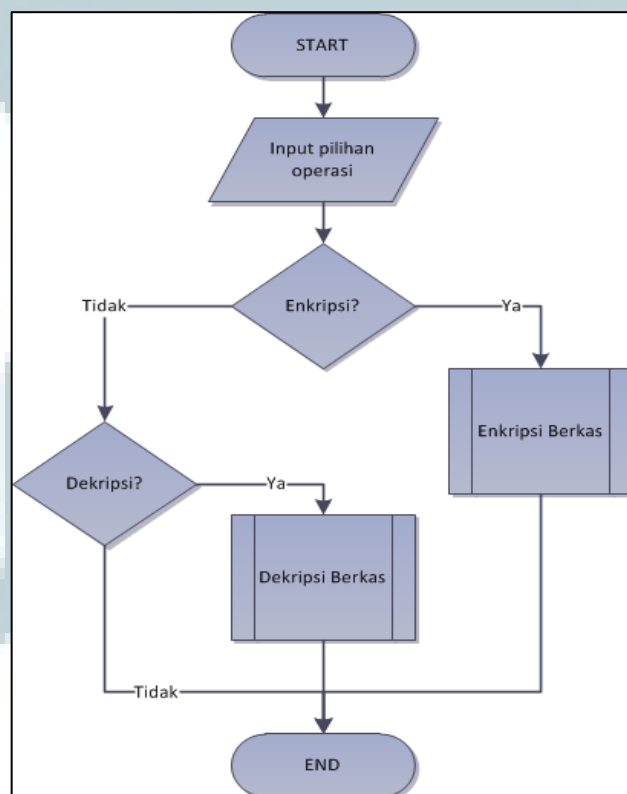 START
Input pilihan
operasi
Tidak
Enkripsi?
Ya
Enkripsi Berkas
Dekripsi?
Ya
Dekripsi Berkas
Tidak
END